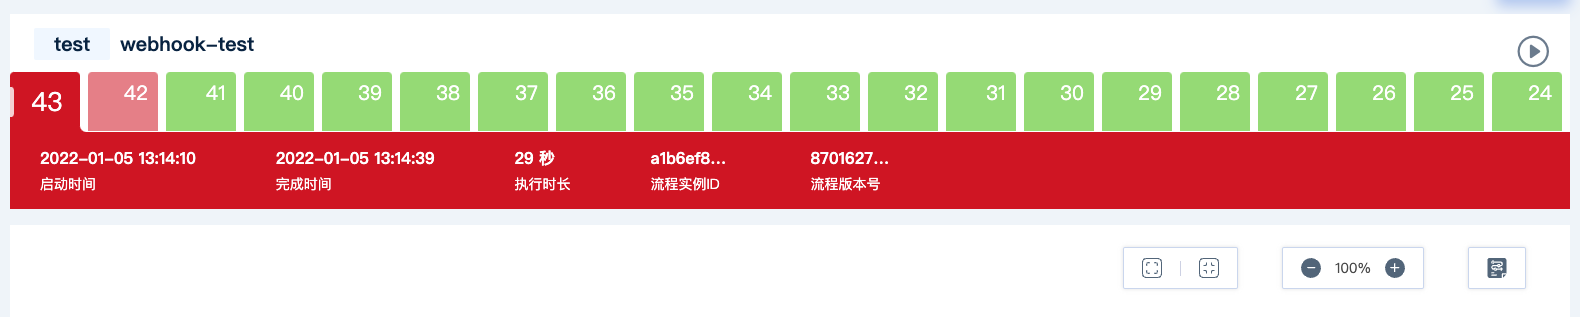 test webhook-test
43 42 41 40 39 38 37 36 35 34 33 32 31 30 29 28 27 26 25 24
2022-01-05 13:14:10 2022-01-05 13:14:39 29 秒 a1b6ef8... 8701627...
启动时间 完成时间 执行时长 流程实例ID 流程版本号
100%